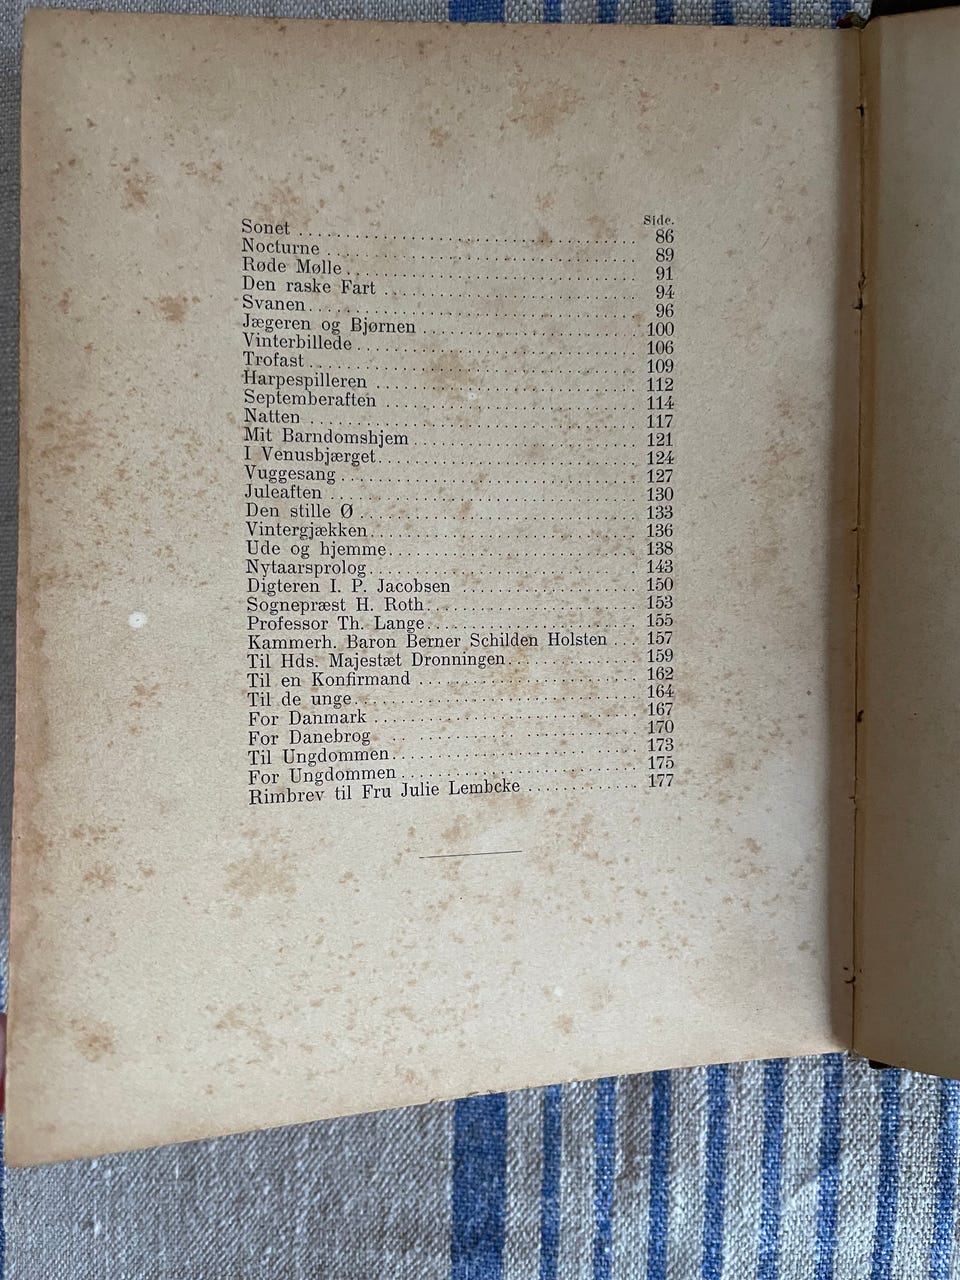 Side.
Sonet . . . . . . . . . . . . . . . . . . . . . . . . . . . . . . 86
Nocturne . . . . . . . . . . . . . . . . . . . . . . . . . . . 89
Røde Mølle . . . . . . . . . . . . . . . . . . . . . . . . . . 91
Den raske Fart . . . . . . . . . . . . . . . . . . . . . . 94
Svanen . . . . . . . . . . . . . . . . . . . . . . . . . . . . . 96
Jægeren og Bjørnen . . . . . . . . . . . . . . . . . . . 100
Vinterbillede . . . . . . . . . . . . . . . . . . . . . . . . 106
Trofast . . . . . . . . . . . . . . . . . . . . . . . . . . . . . 109
Harpespilleren . . . . . . . . . . . . . . . . . . . . . . . 112
Septemberaften . . . . . . . . . . . . . . . . . . . . . . 114
Natten . . . . . . . . . . . . . . . . . . . . . . . . . . . . . 117
Mit Barndomshjem . . . . . . . . . . . . . . . . . . . . 121
I Venusbjærget . . . . . . . . . . . . . . . . . . . . . . . 124
Vuggesang . . . . . . . . . . . . . . . . . . . . . . . . . . 127
Juleaften . . . . . . . . . . . . . . . . . . . . . . . . . . . 130
Den stille Ø . . . . . . . . . . . . . . . . . . . . . . . . . 133
Vintergjækken . . . . . . . . . . . . . . . . . . . . . . . . 136
Ude og hjemme . . . . . . . . . . . . . . . . . . . . . . . 138
Nytaarsprolog . . . . . . . . . . . . . . . . . . . . . . . . 143
Digteren I. P. Jacobsen . . . . . . . . . . . . . . . . 150
Sognepræst H. Roth . . . . . . . . . . . . . . . . . . . 153
Professor Th. Lange . . . . . . . . . . . . . . . . . . . 155
Kammerh. Baron Berner Schilden Holsten . . . 157
Til Hds. Majestæt Dronningen . . . . . . . . . . . . 159
Til en Konfirmand . . . . . . . . . . . . . . . . . . . . 162
Til de unge . . . . . . . . . . . . . . . . . . . . . . . . . 164
For Danmark . . . . . . . . . . . . . . . . . . . . . . . . 167
For Danebrog . . . . . . . . . . . . . . . . . . . . . . . 170
Til Ungdommen . . . . . . . . . . . . . . . . . . . . . . 173
For Ungdommen . . . . . . . . . . . . . . . . . . . . . 175
Rimbrev til Fru Julie Lembcke . . . . . . . . . . . . 177